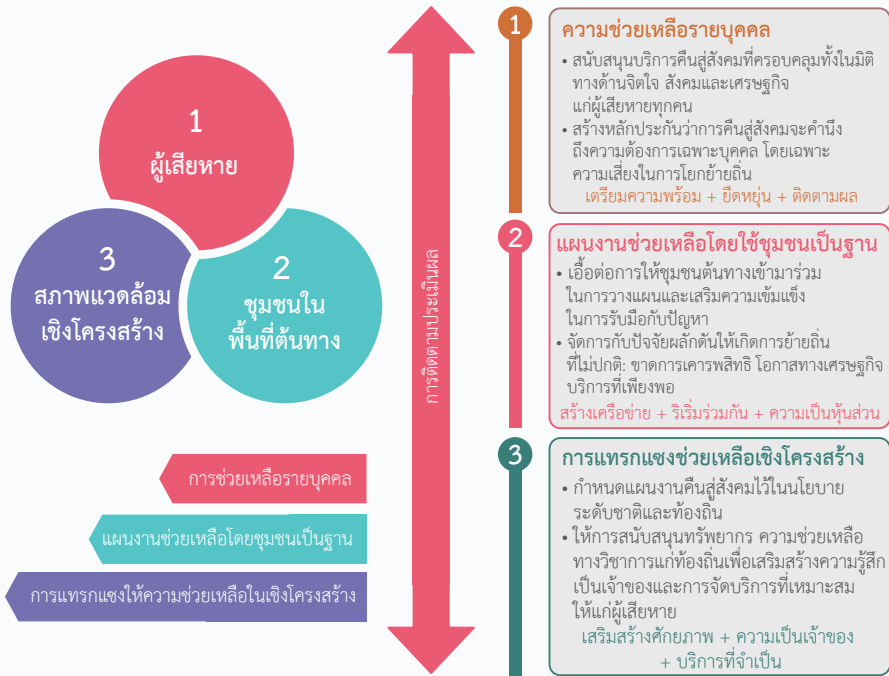 1
ผู้เสียหาย
3
สภาพแวดล้อม
เชิงโครงสร้าง
2
ชุมชนใน
พื้นที่ต้นทาง
การช่วยเหลือรายบุคคล
แผนงานช่วยเหลือโดยชุมชนเป็นฐาน
การแทรกแซงให้ความช่วยเหลือในเชิงโครงสร้าง
การติดตามประเมินผล
1
ความช่วยเหลือรายบุคคล
• สนับสนุนบริการคืนสู่สังคมที่ครอบคลุมทั้งในมิติ
ทางด้านจิตใจ สังคมและเศรษฐกิจ
แก่ผู้เสียหายทุกคน
• สร้างหลักประกันว่าการคืนสู่สังคมจะคำนึง
ถึงความต้องการเฉพาะบุคคล โดยเฉพาะ
ความเสี่ยงในการโยกย้ายถิ่น
เตรียมความพร้อม + ยืดหยุ่น + ติดตามผล
2
แผนงานช่วยเหลือโดยใช้ชุมชนเป็นฐาน
• เอื้อต่อการให้ชุมชนต้นทางเข้ามาร่วม
ในการวางแผนและเสริมความเข้มแข็ง
ในการรับมือกับปัญหา
• จัดการกับปัจจัยผลักดันให้เกิดการย้ายถิ่น
ที่ไม่ปกติ: ขาดการเคารพสิทธิ โอกาสทางเศรษฐกิจ
บริการที่เพียงพอ
สร้างเครือข่าย + ริเริ่มร่วมกัน + ความเป็นหุ้นส่วน
3
การแทรกแซงช่วยเหลือเชิงโครงสร้าง
• กำหนดแผนงานคืนสู่สังคมไว้ในนโยบาย
ระดับชาติและท้องถิ่น
• ให้การสนับสนุนทรัพยากร ความช่วยเหลือ
ทางวิชาการแก่ท้องถิ่นเพื่อเสริมสร้างความรู้สึก
เป็นเจ้าของและการจัดบริการที่เหมาะสม
ให้แก่ผู้เสียหาย
เสริมสร้างศักยภาพ + ความเป็นเจ้าของ
+ บริการที่จำเป็น